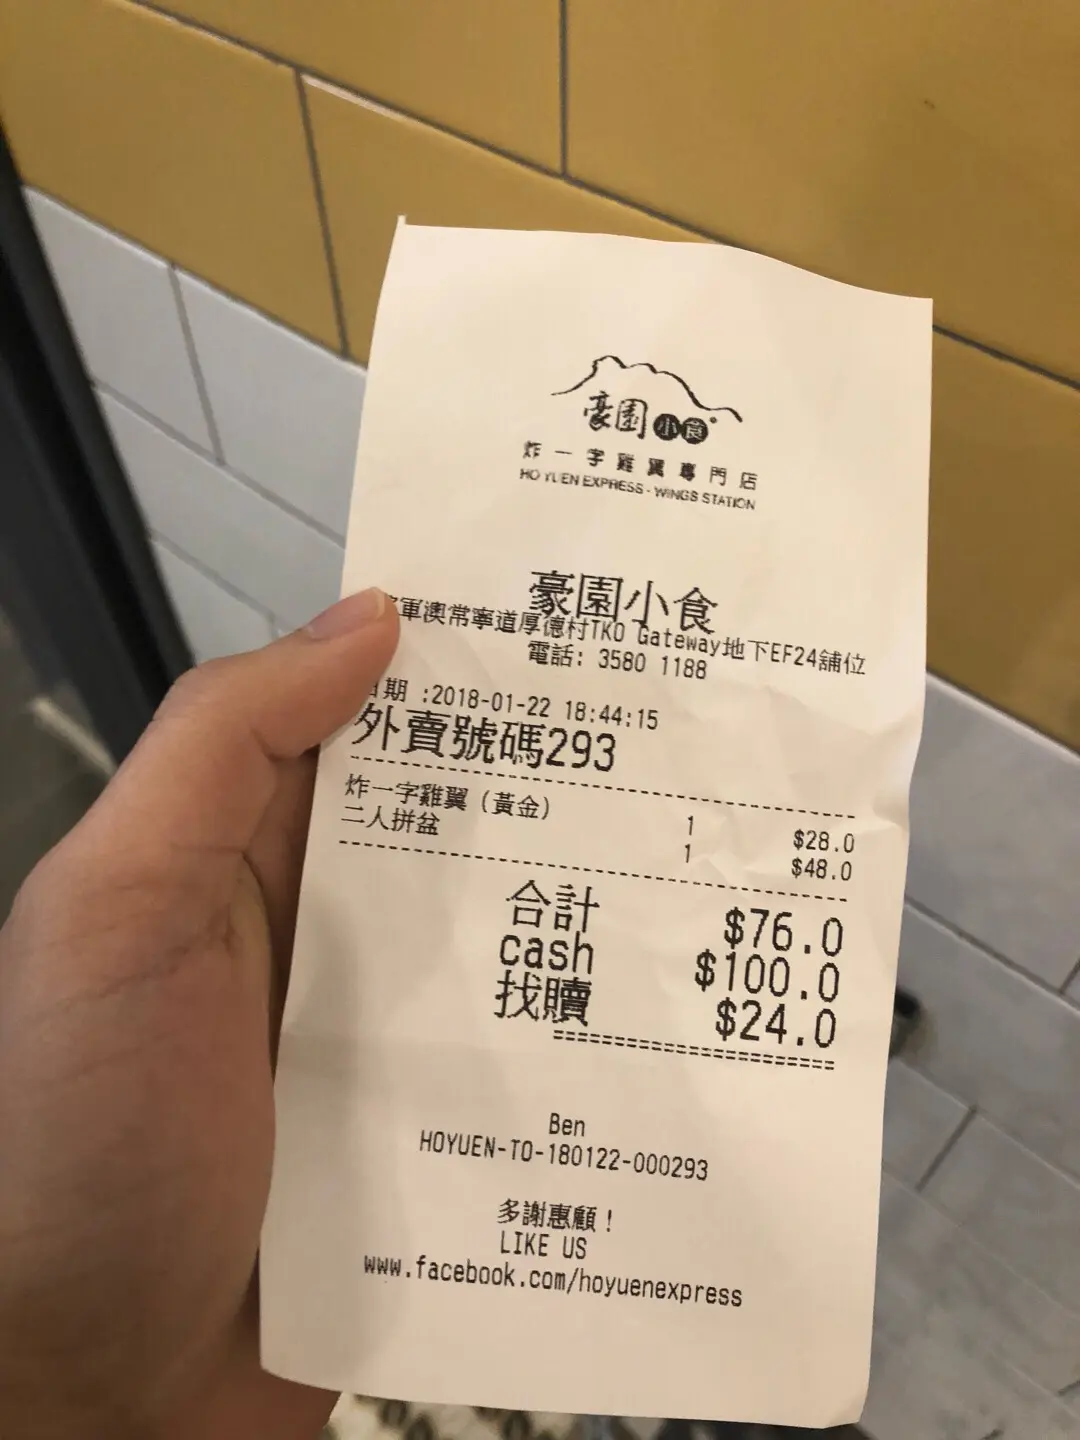 豪園小食
炸一字雞翼專門店
HO YUEN EXPRESS - WINGS STATION
豪園小食
軍澳常寧道厚德村TKO Gateway地下EF24舖位
電話: 3580 1188
日期 :2018-01-22 18:44:15
外賣號碼293
炸一字雞翼 (黃金) 1 $28.0
二人拼盆 1 $48.0
合計 $76.0
cash $100.0
找贖 $24.0
Ben
HOYUEN-TO-180122-000293
多謝惠顧!
LIKE US
www.facebook.com/hoyuenexpress